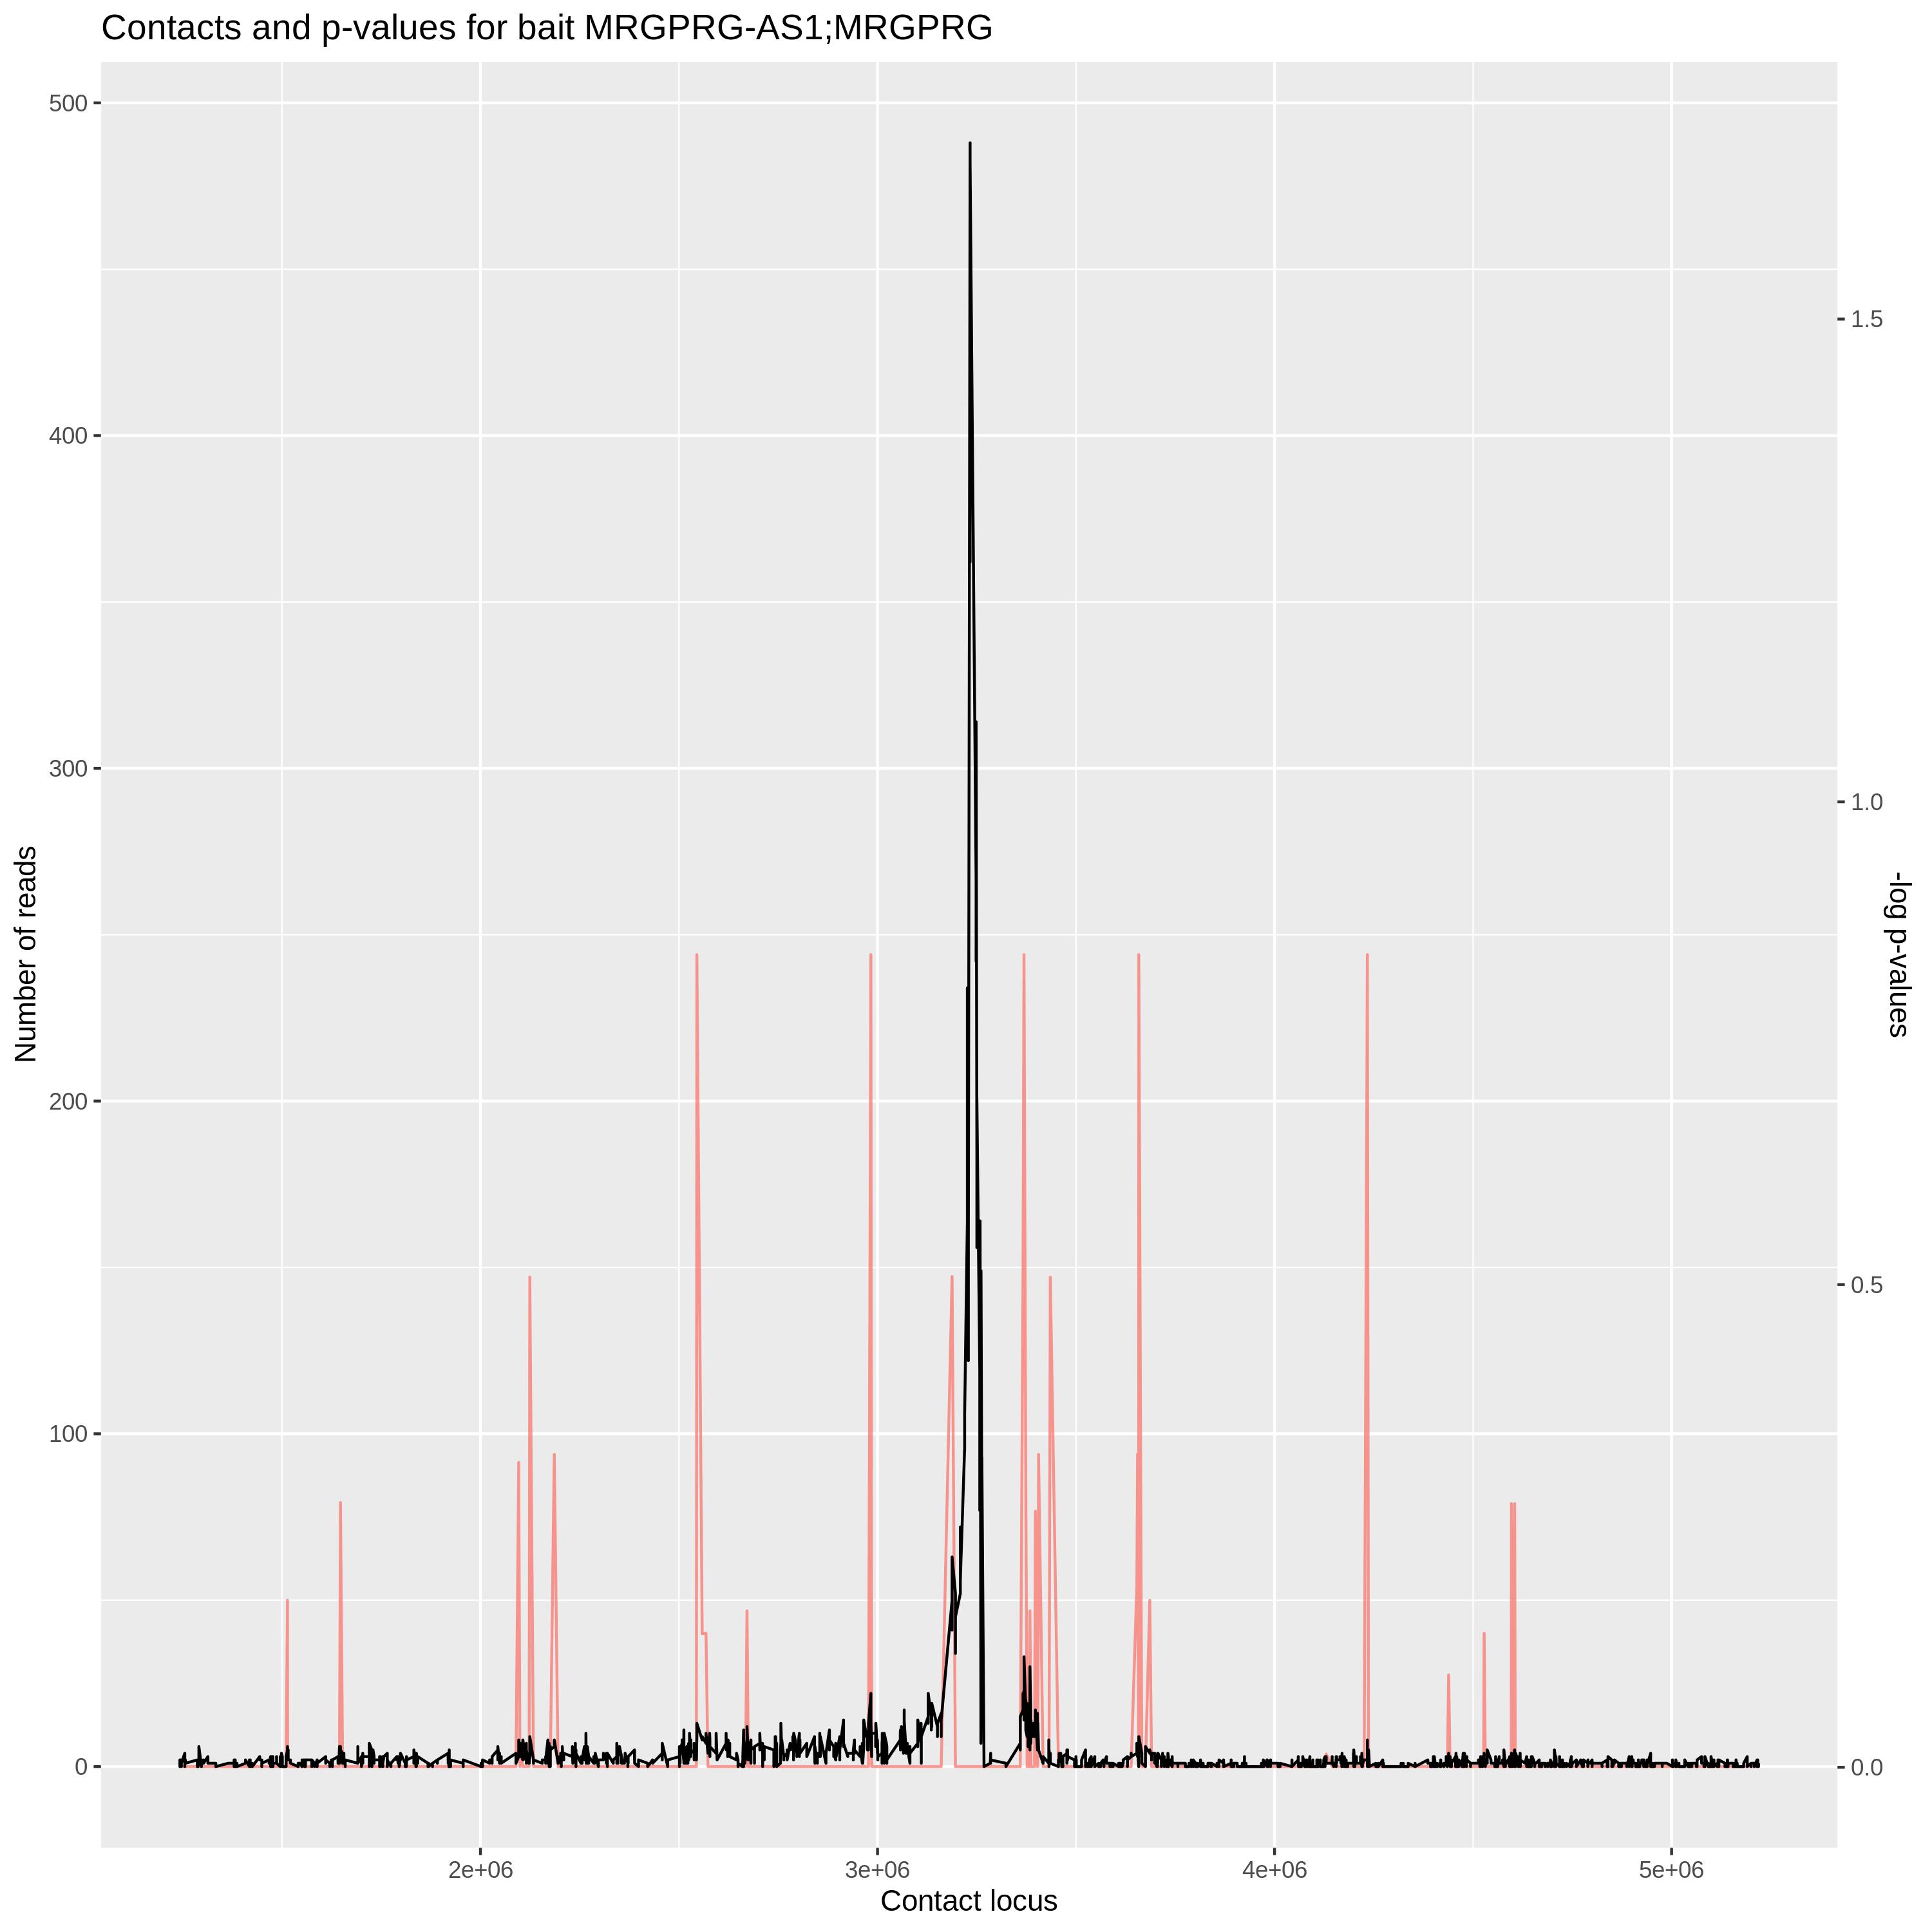 Contacts and p-values for bait MRGPRG-AS1;MRGPRG
500
400
300
200
100
0
Number of reads
1.5
1.0
0.5
0.0
-log p-values
2e+06
3e+06
4e+06
5e+06
Contact locus